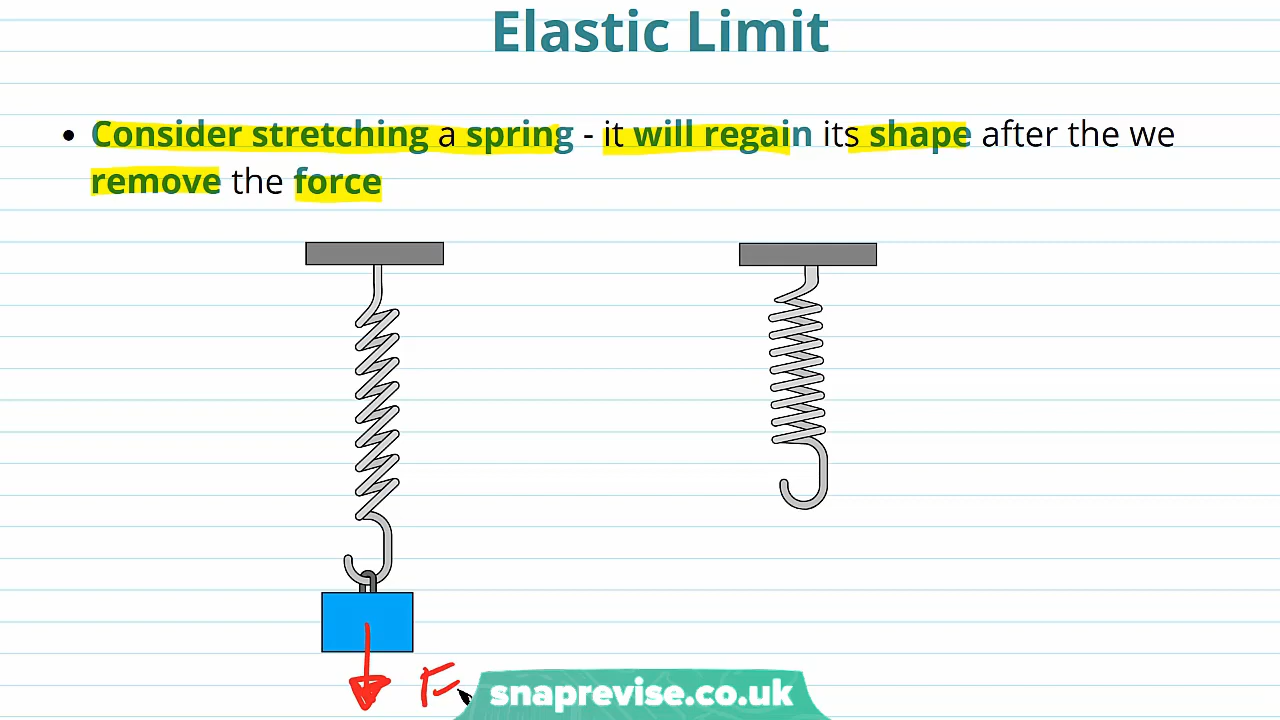 Elastic Limit
• Consider stretching a spring - it will regain its shape after the we
remove the force
F
snaprevise.co.uk